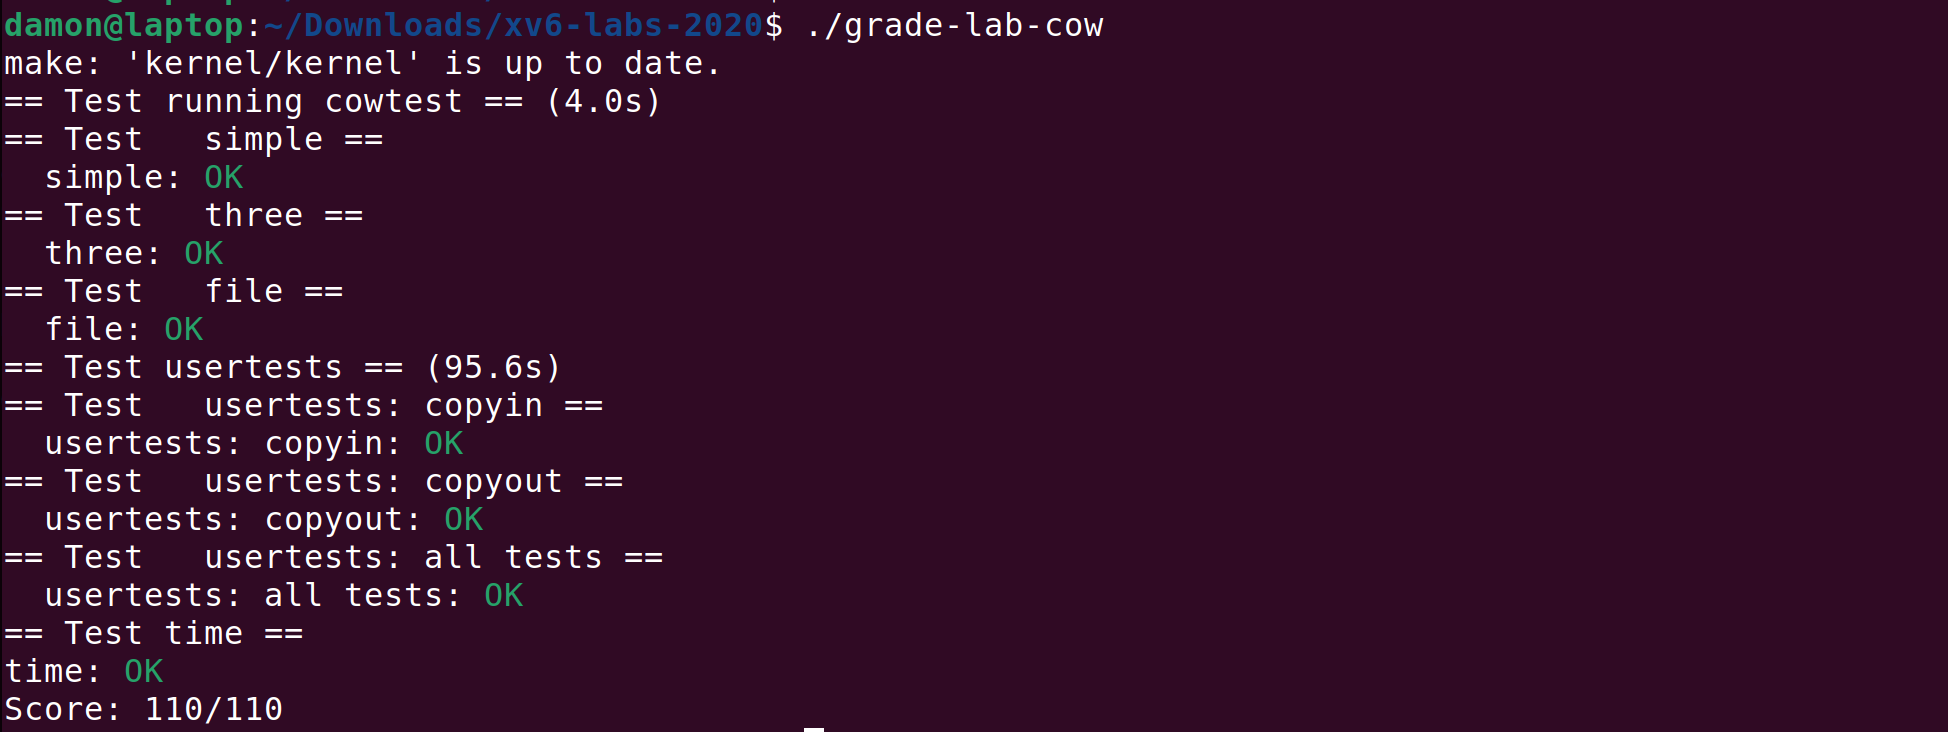 damon@laptop:~/Downloads/xv6-labs-2020$ ./grade-lab-cow
make: 'kernel/kernel' is up to date.
== Test running cowtest == (4.0s)
== Test   simple ==
  simple: OK
== Test   three ==
  three: OK
== Test   file ==
  file: OK
== Test usertests == (95.6s)
== Test   usertests: copyin ==
  usertests: copyin: OK
== Test   usertests: copyout ==
  usertests: copyout: OK
== Test   usertests: all tests ==
  usertests: all tests: OK
== Test time ==
time: OK
Score: 110/110